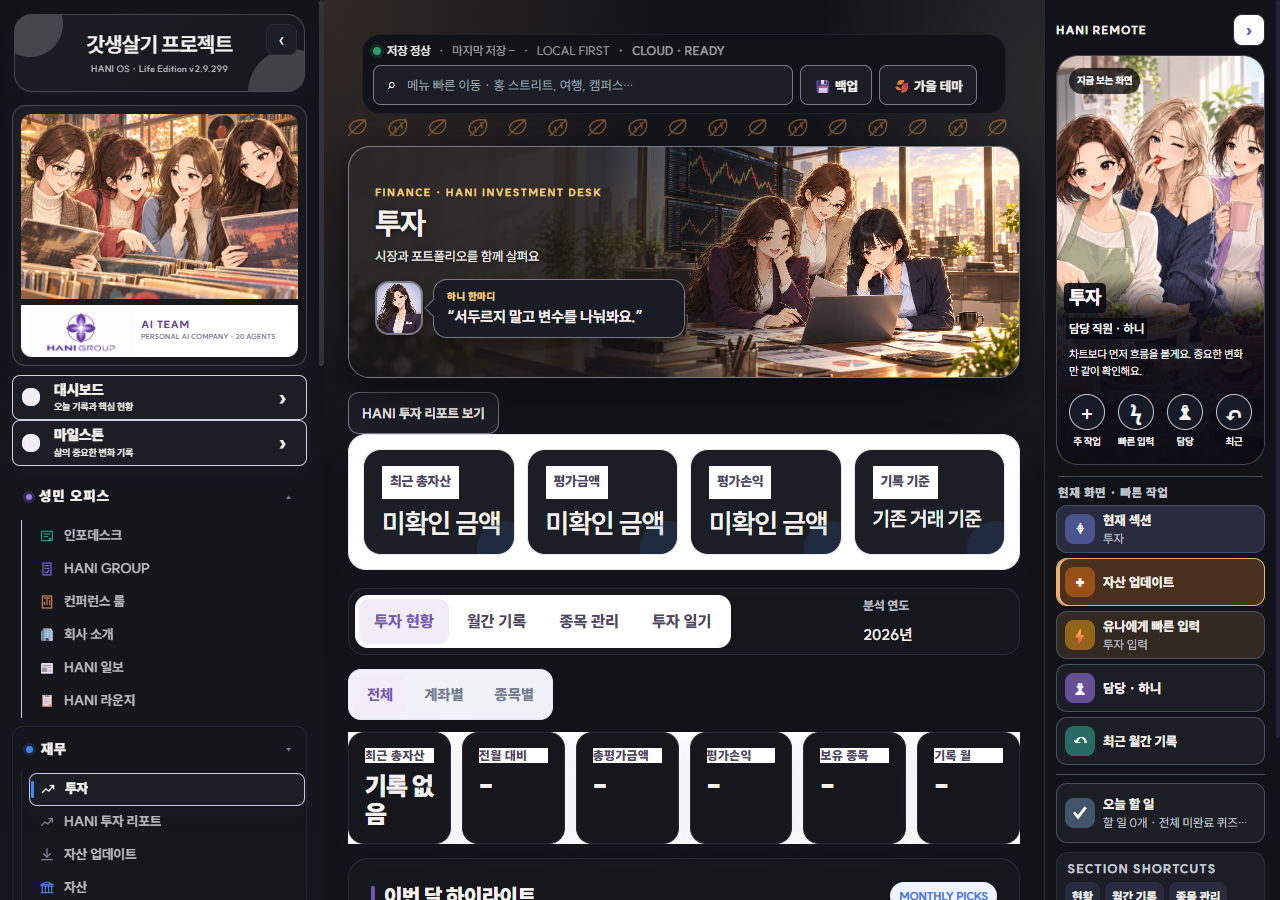 갓생살기 프로젝트
HANI OS · Life Edition v2.9.299
HANI GROUP
AI TEAM
PERSONAL AI COMPANY · 20 AGENTS
대시보드
오늘 기록과 핵심 현황
마일스톤
삶의 중요한 변화 기록
성민 오피스
인포데스크
HANI GROUP
컨퍼런스 룸
회사 소개
HANI 일보
HANI 라운지
재무
투자
HANI 투자 리포트
자산 업데이트
자산
저장 정상 · 마지막 저장 – · LOCAL FIRST · CLOUD · READY
메뉴 빠른 이동 · 홍 스트리트, 여행, 캠퍼스…
백업
가을 테마
FINANCE · HANI INVESTMENT DESK
투자
시장과 포트폴리오를 함께 살펴요
하니 한마디
“서두르지 말고 변수를 나눠봐요.”
HANI 투자 리포트 보기
최근 총자산
미확인 금액
평가금액
미확인 금액
평가손익
미확인 금액
기록 기준
기존 거래 기준
투자 현황
월간 기록
종목 관리
투자 일기
분석 연도
2026년
전체
계좌별
종목별
최근 총자산
기록 없음
전월 대비
–
총평가금액
–
평가손익
–
보유 종목
–
기록 월
–
이번 달 하이라이트
MONTHLY PICKS
HANI REMOTE
지금 보는 화면
투자
담당 직원 · 하니
차트보다 먼저 흐름을 볼게요. 중요한 변화
만 같이 확인해요.
주 작업
빠른 입력
담당
최근
현재 화면 · 빠른 작업
현재 섹션
투자
자산 업데이트
유나에게 빠른 입력
투자 입력
담당 · 하니
최근 월간 기록
오늘 할 일
할 일 0개 · 전체 미완료 퀴즈…
SECTION SHORTCUTS
현황
월간 기록
종목 관리